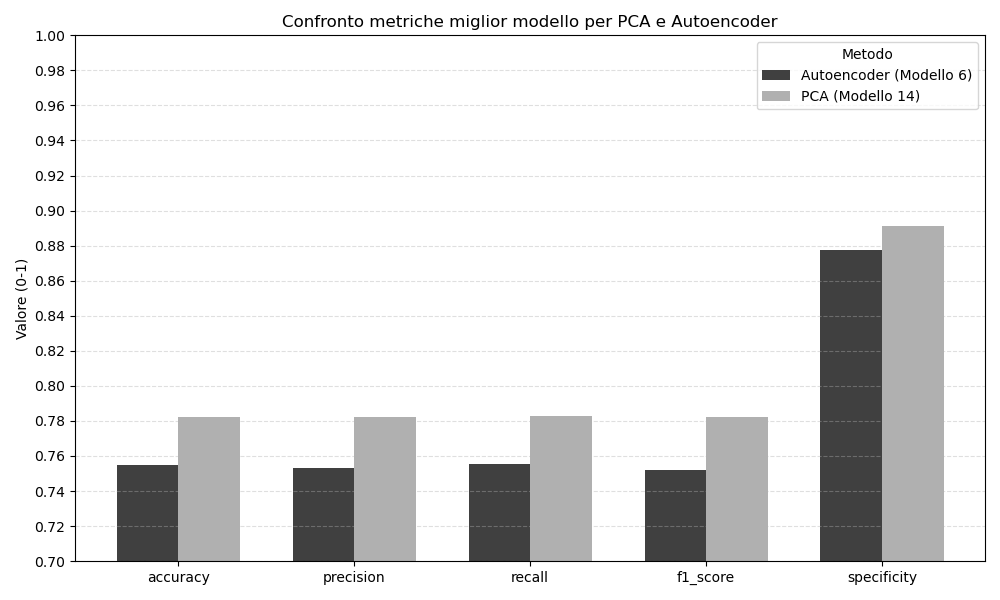 Confronto metriche miglior modello per PCA e Autoencoder
Metodo
Autoencoder (Modello 6)
PCA (Modello 14)
Valore (0-1)
1.00
0.98
0.96
0.94
0.92
0.90
0.88
0.86
0.84
0.82
0.80
0.78
0.76
0.74
0.72
0.70
accuracy
precision
recall
f1_score
specificity